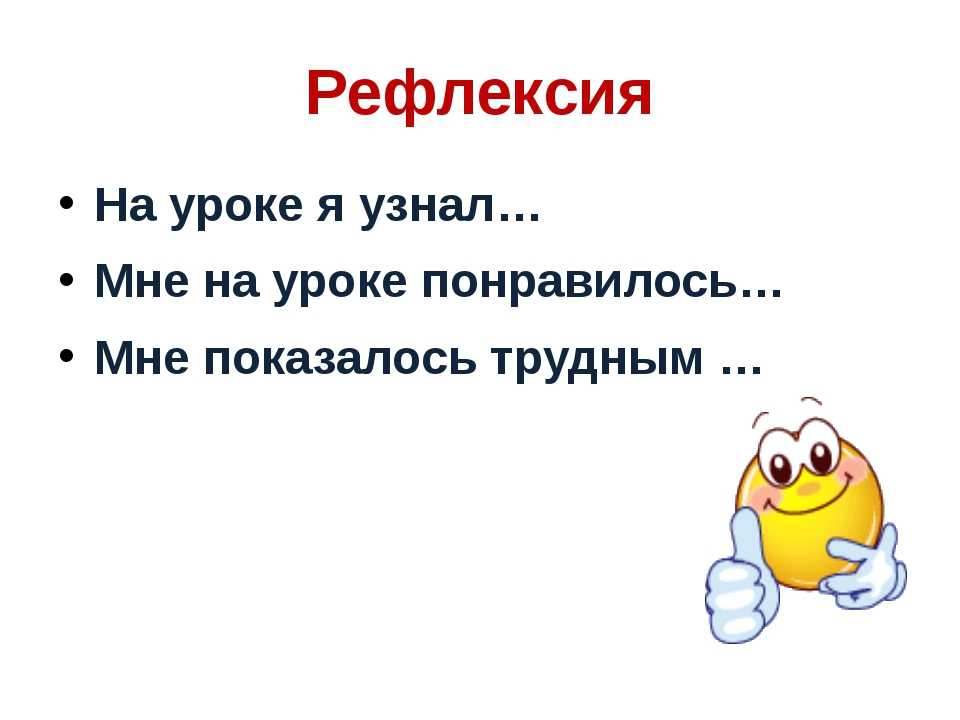 Рефлексия
• На уроке я узнал…
• Мне на уроке понравилось…
• Мне показалось трудным …